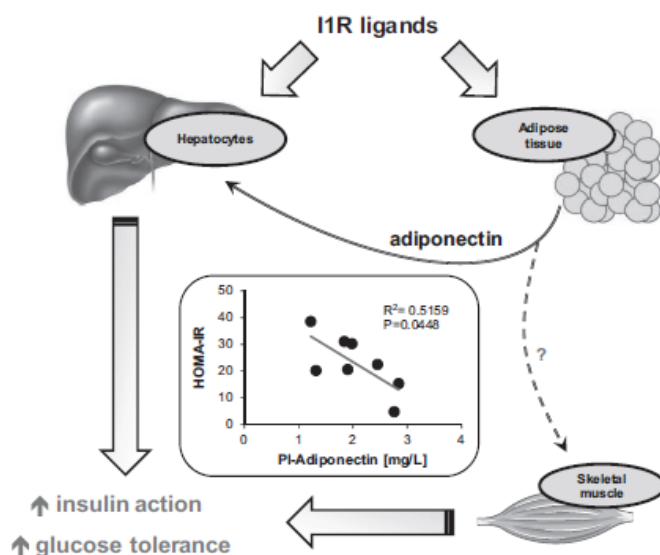 I1R ligands
Hepatocytes
Adipose
tissue
adiponectin
HOMA-IR
50
40
30
20
10
0
R²= 0.5159
P=0.0448
0 1 2 3 4
Pl-Adiponectin [mg/L]
?
Skeletal
muscle
insulin action
glucose tolerance